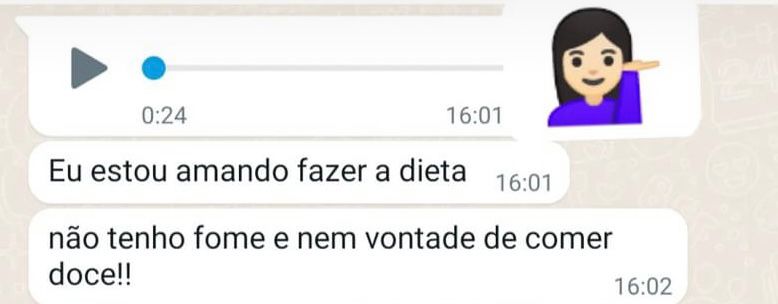 0:24 16:01
Eu estou amando fazer a dieta 16:01
não tenho fome e nem vontade de comer
doce!! 16:02